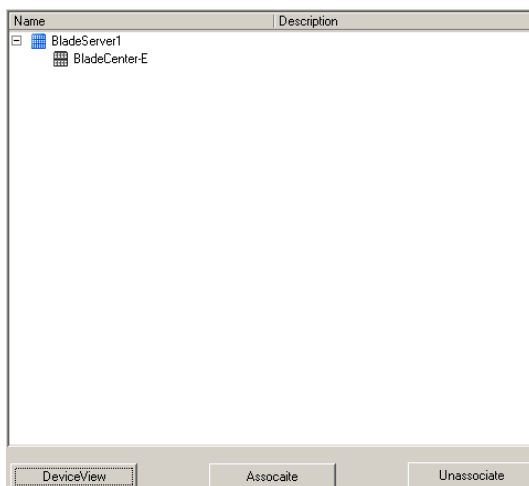 Name Description
BladeServer1
BladeCenter-E
DeviceView Assocaite Unassociate